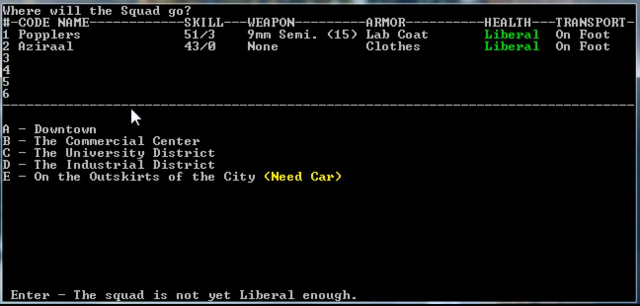 Where will the Squad go?
#-CODE NAME------------SKILL---WEAPON---------ARMOR----------HEALTH---TRANSPORT-
1 Popplers 51/3 9mm Semi. (15) Lab Coat Liberal On Foot
2 Aziraal 43/0 None Clothes Liberal On Foot
3
4
5
6
--------------------------------------------------------------------------------
A - Downtown
B - The Commercial Center
C - The University District
D - The Industrial District
E - On the Outskirts of the City (Need Car)
Enter - The squad is not yet Liberal enough.